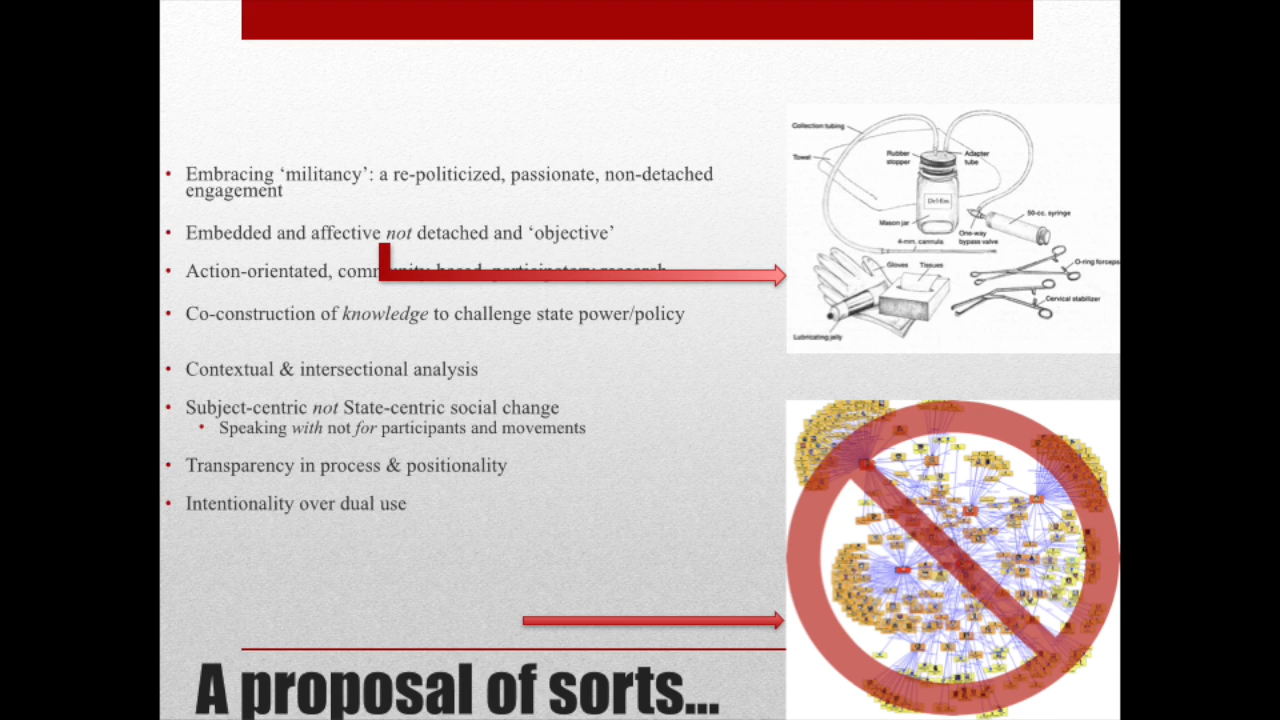 • Embracing ‘militancy’: a re-politicized, passionate, non-detached
engagement
• Embedded and affective not detached and ‘objective’
• Action-orientated, community-based, participatory research
• Co-construction of knowledge to challenge state power/policy
• Contextual & intersectional analysis
• Subject-centric not State-centric social change
• Speaking with not for participants and movements
• Transparency in process & positionality
• Intentionality over dual use
A proposal of sorts...
Collection tubing
Towel
Rubber
stopper
Adapter
tube
Mason jar
50-cc. syringe
One-way
bypass valve
4-mm. cannula
Gloves
Tissues
O-ring forceps
Cervical stabilizer
Lubricating jelly